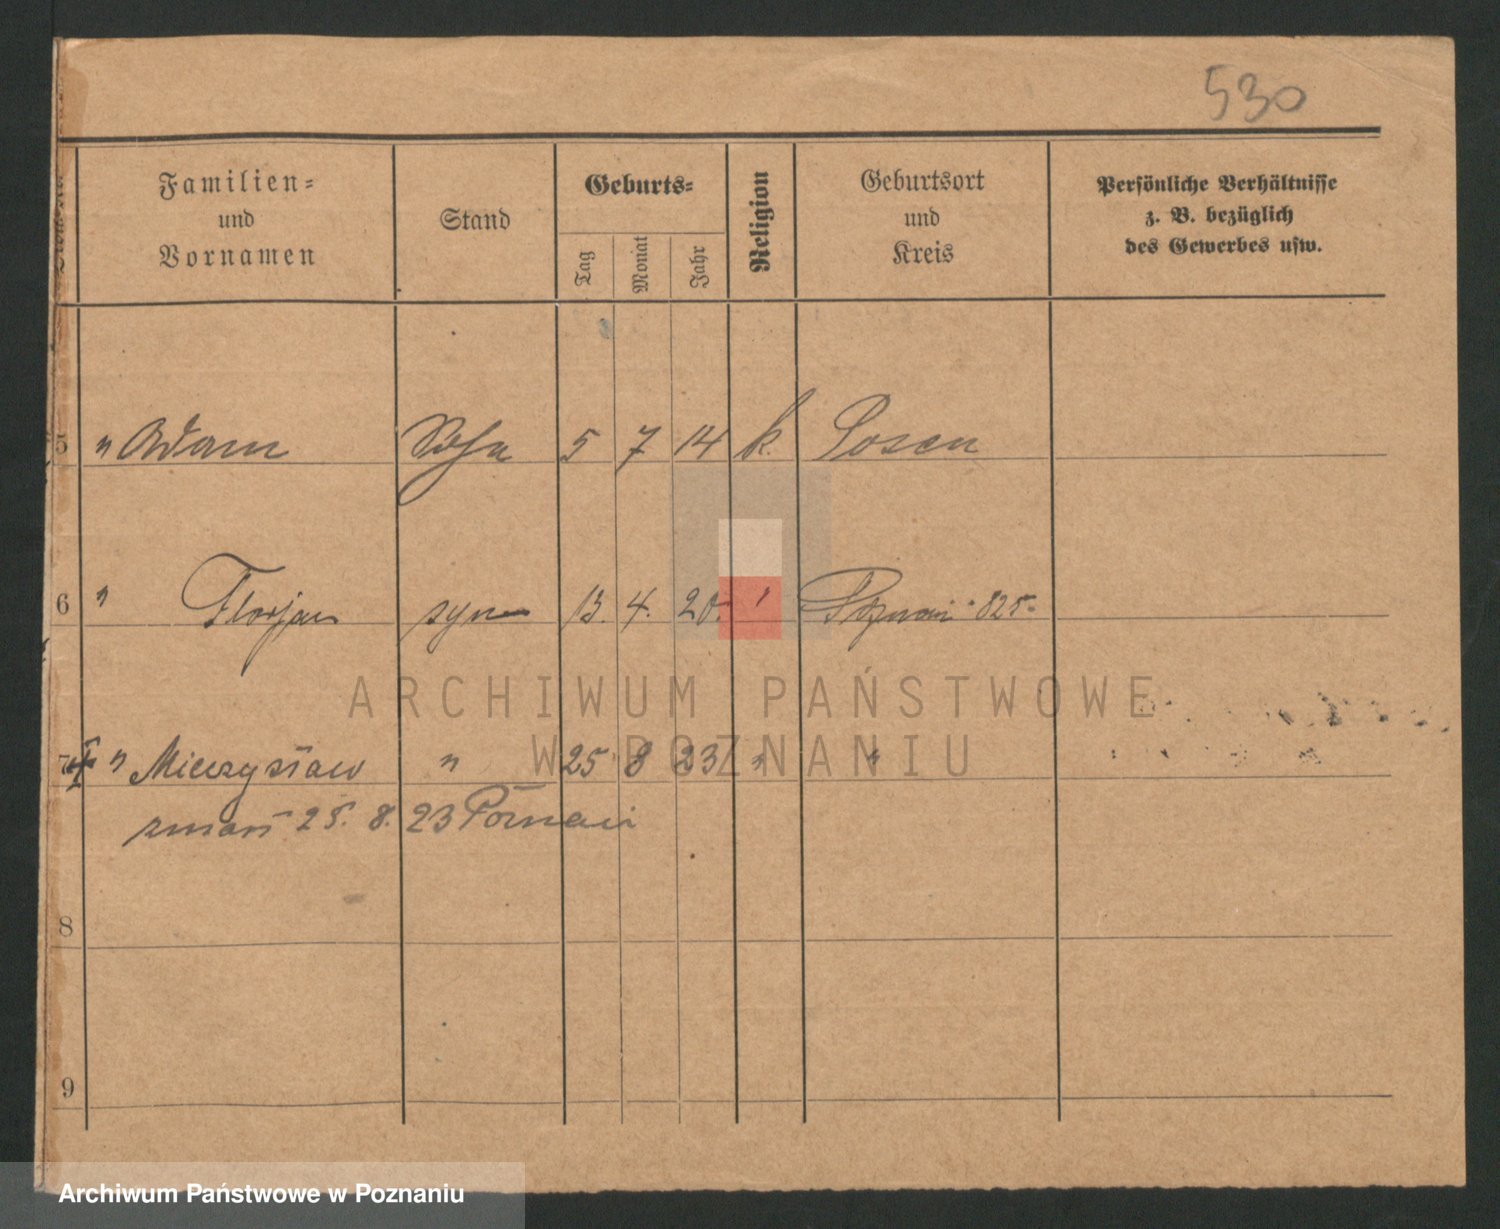 530
Familien-
und
Vornamen
Stand
Geburts-
Tag
Monat
Jahr
Religion
Geburtsort
und
Kreis
Persönliche Verhältnisse
z. B. bezüglich
des Gewerbes usw.
5 " Adam 5 7 14 k. Posen
6 " Florjan syn 13. 4. 20. " Poznań 825
ARCHIWUM PAŃSTWOWE
W POZNANIU
7 " Mieczysław " 25 8 23 " "
zmarł 25. 8. 23 Poznań
8
9
Archiwum Państwowe w Poznaniu